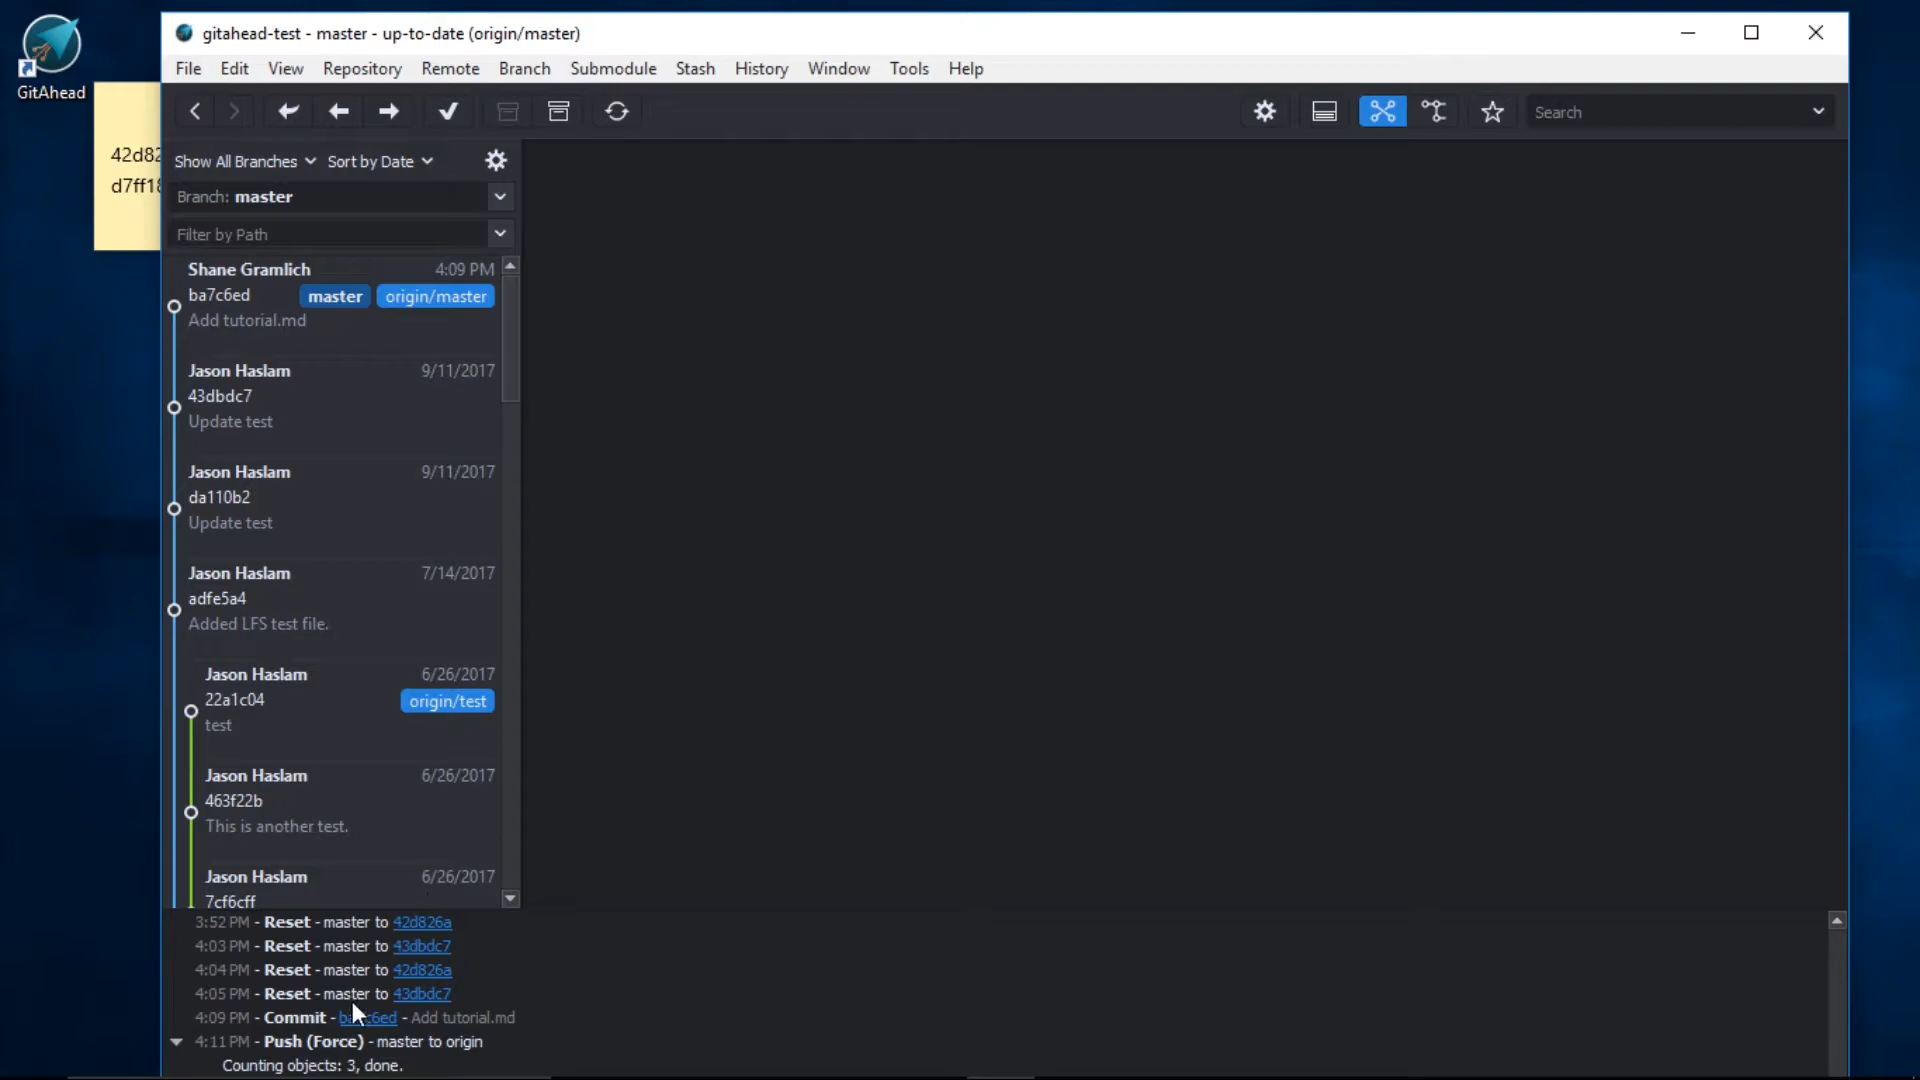 GitAhead
42d82
d7ff18
gitahead-test - master - up-to-date (origin/master)
File Edit View Repository Remote Branch Submodule Stash History Window Tools Help
Search
Show All Branches Sort by Date
Branch: master
Filter by Path
Shane Gramlich 4:09 PM
ba7c6ed master origin/master
Add tutorial.md
Jason Haslam 9/11/2017
43dbdc7
Update test
Jason Haslam 9/11/2017
da110b2
Update test
Jason Haslam 7/14/2017
adfe5a4
Added LFS test file.
Jason Haslam 6/26/2017
22a1c04 origin/test
test
Jason Haslam 6/26/2017
463f22b
This is another test.
Jason Haslam 6/26/2017
7cf6cff
3:52 PM - Reset - master to 42d826a
4:03 PM - Reset - master to 43dbdc7
4:04 PM - Reset - master to 42d826a
4:05 PM - Reset - master to 43dbdc7
4:09 PM - Commit - ba7c6ed - Add tutorial.md
4:11 PM - Push (Force) - master to origin
Counting objects: 3, done.